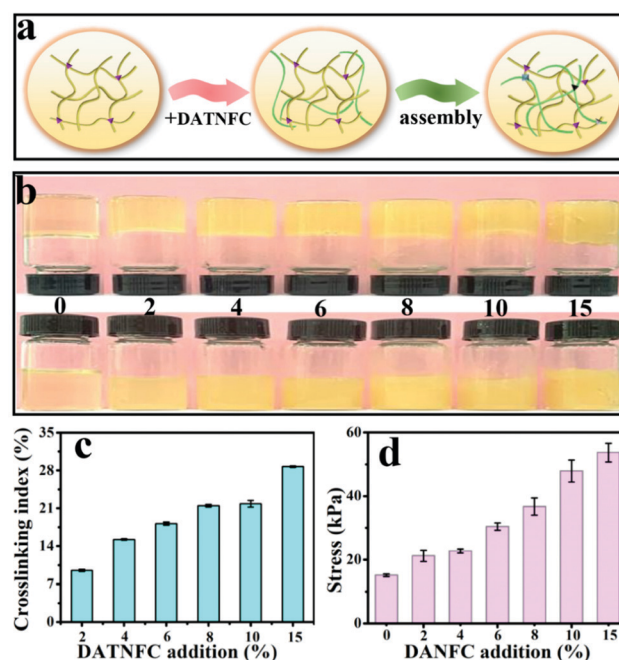 a
+DATNFC
assembly
b
0 2 4 6 8 10 15
c
Crosslinking index (%)
35
28
21
14
7
0
2 4 6 8 10 15
DATNFC addition (%)
d
Stress (kPa)
60
40
20
0
0 2 4 6 8 10 15
DANFC addition (%)